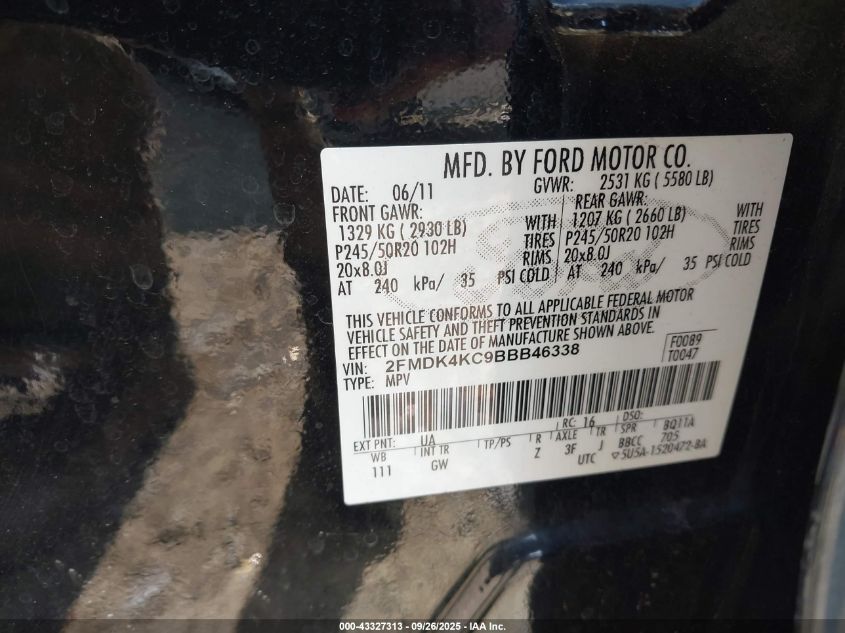 MFD. BY FORD MOTOR CO.
DATE: 06/11 GVWR: 2531 KG ( 5580 LB)
FRONT GAWR: REAR GAWR:
1329 KG ( 2930 LB) WITH 1207 KG ( 2660 LB) WITH
P245/50R20 102H TIRES P245/50R20 102H TIRES
20x8.0J RIMS 20x8.0J RIMS
AT 240 kPa/ 35 PSI COLD AT 240 kPa/ 35 PSI COLD
THIS VEHICLE CONFORMS TO ALL APPLICABLE FEDERAL MOTOR
VEHICLE SAFETY AND THEFT PREVENTION STANDARDS IN
EFFECT ON THE DATE OF MANUFACTURE SHOWN ABOVE.
VIN: 2FMDK4KC9BBB46338 F0089
TYPE: MPV T0047
RC: 16 DSO:
EXT PNT: UA R AXLE TR SPR BQ11A
WB INT TR TP/PS Z 3F J BBCC 705
111 GW UTC ▽5U5A-1520472-BA
000-43327313 - 09/26/2025 - IAA Inc.